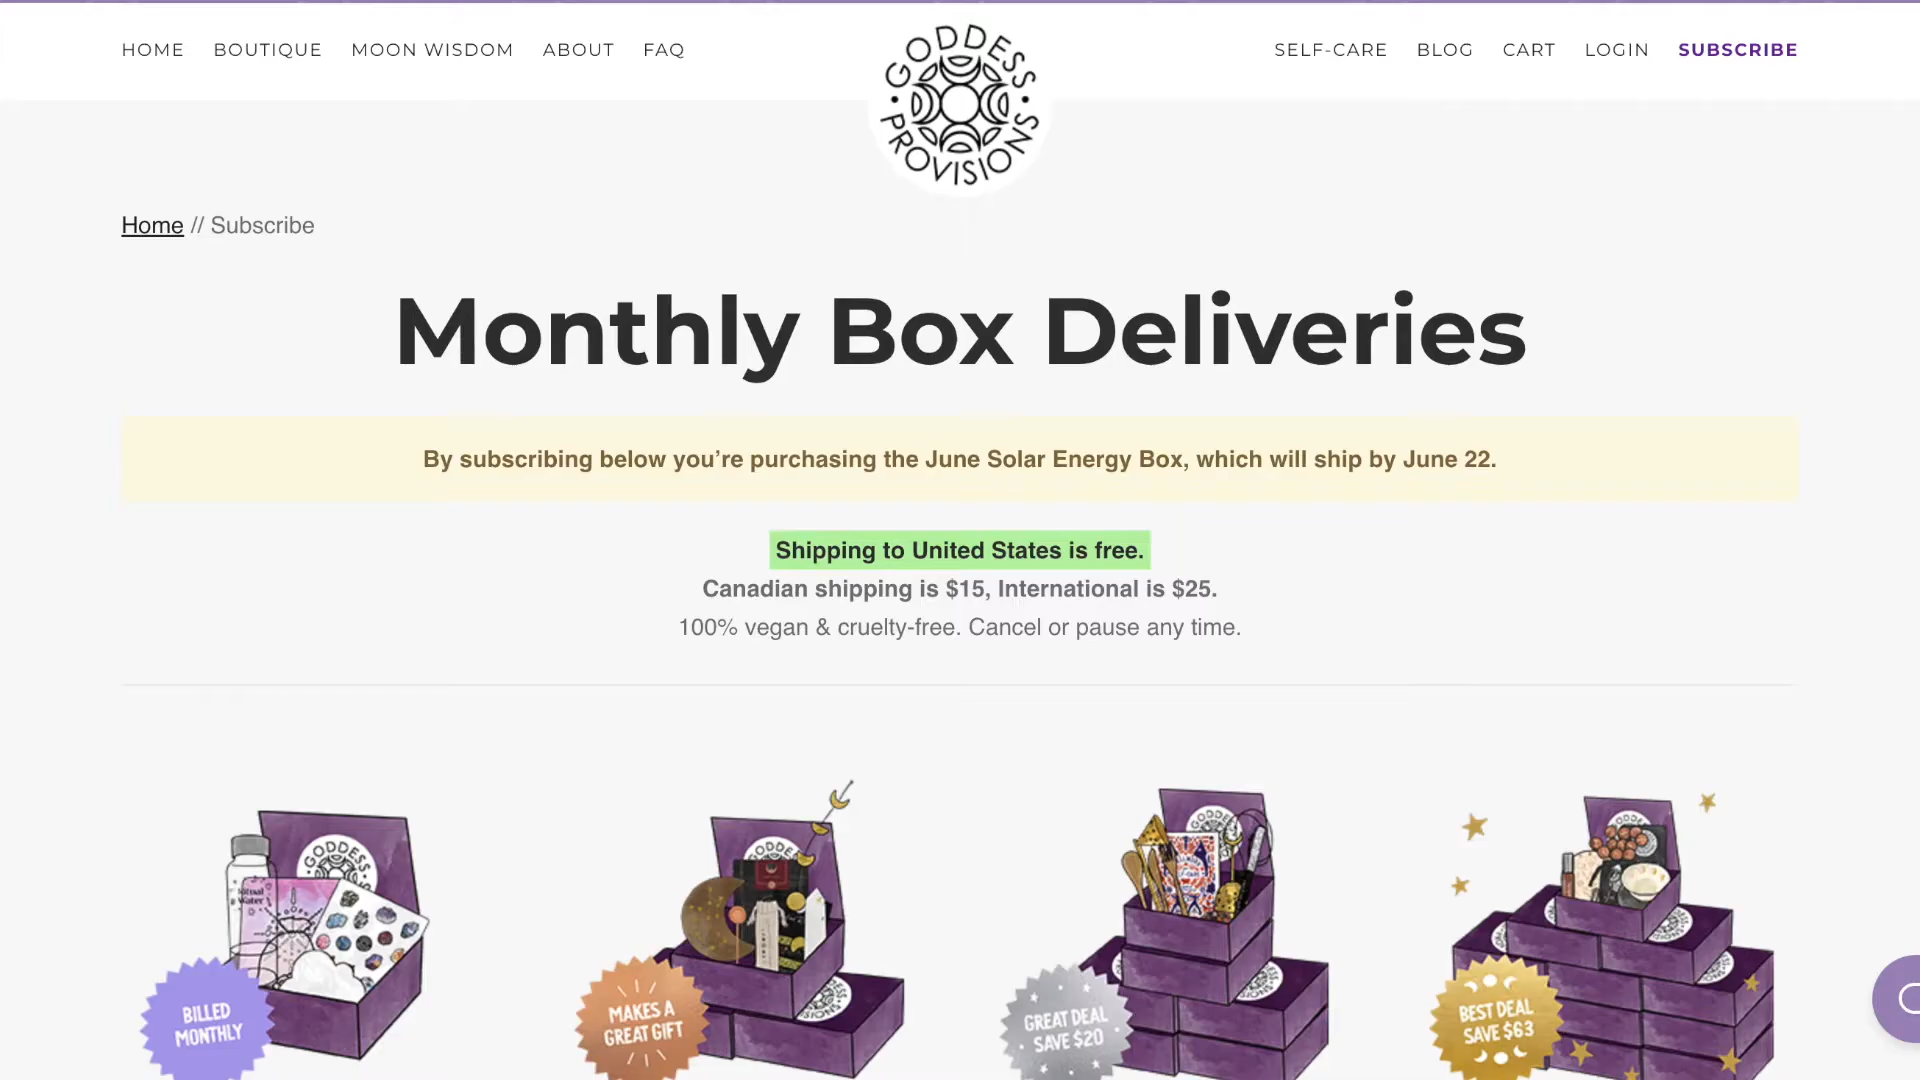 HOME BOUTIQUE MOON WISDOM ABOUT FAQ
GODDESS · PROVISIONS ·
SELF-CARE BLOG CART LOGIN SUBSCRIBE
Home // Subscribe
Monthly Box Deliveries
By subscribing below you’re purchasing the June Solar Energy Box, which will ship by June 22.
Shipping to United States is free.
Canadian shipping is $15, International is $25.
100% vegan & cruelty-free. Cancel or pause any time.
GODDESS
Ritual
Water
BILLED
MONTHLY
MAKES A
GREAT GIFT
GREAT DEAL
SAVE $20
BEST DEAL
SAVE $63